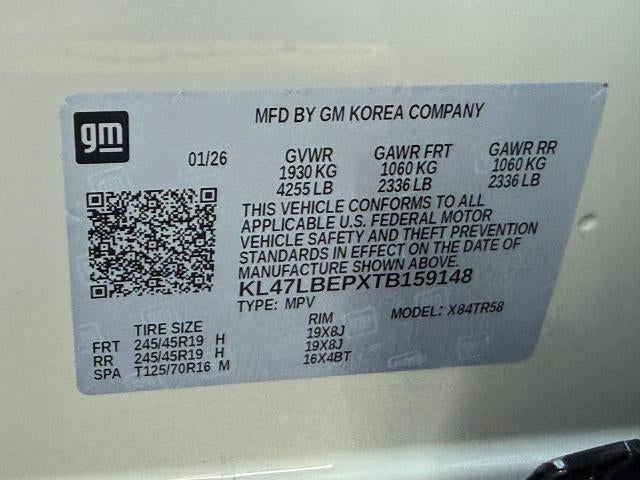 gm
MFD BY GM KOREA COMPANY
01/26
GVWR GAWR FRT GAWR RR
1930 KG 1060 KG 1060 KG
4255 LB 2336 LB 2336 LB
THIS VEHICLE CONFORMS TO ALL
APPLICABLE U.S. FEDERAL MOTOR
VEHICLE SAFETY AND THEFT PREVENTION
STANDARDS IN EFFECT ON THE DATE OF
MANUFACTURE SHOWN ABOVE.
KL47LBEPXTB159148
TYPE: MPV MODEL: X84TR58
TIRE SIZE RIM
FRT 245/45R19 H 19X8J
RR 245/45R19 H 19X8J
SPA T125/70R16 M 16X4BT